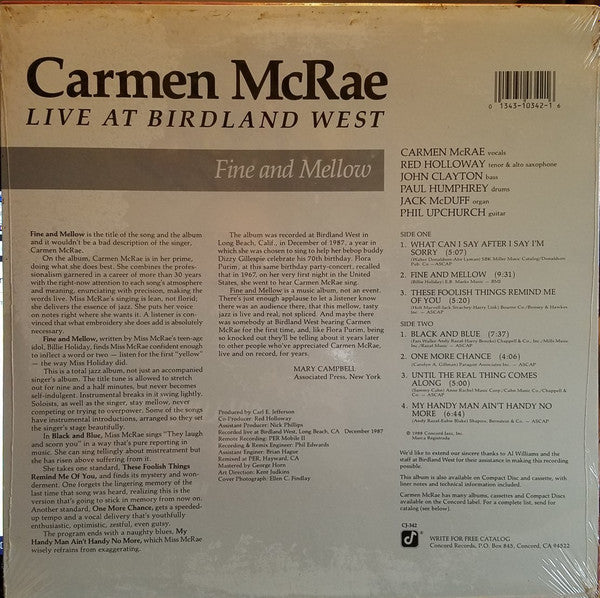 Carmen McRae
LIVE AT BIRDLAND WEST
Fine and Mellow
0 1343-10342-1 6
CARMEN McRAE vocals
RED HOLLOWAY tenor & alto saxophone
JOHN CLAYTON bass
PAUL HUMPHREY drums
JACK McDUFF organ
PHIL UPCHURCH guitar
Fine and Mellow is the title of the song and the album
and it wouldn't be a bad description of the singer,
Carmen McRae.
On the album, Carmen McRae is in her prime,
doing what she does best. She combines the profes-
sionalism garnered in a career of more than 30 years
with the right-now attention to each song's atmosphere
and meaning, enunciating with precision, making the
words live. Miss McRae's singing is lean, not florid;
she delivers the essence of jazz. She puts her voice
on notes right where she wants it. A listener is con-
vinced that what embroidery she does add is absolutely
necessary.
Fine and Mellow, written by Miss McRae's teen-age
idol, Billie Holiday, finds Miss McRae confident enough
to inflect a word or two — listen for the first "yellow"
— the way Miss Holiday did.
This is a total jazz album, not just an accompanied
singer's album. The title tune is allowed to stretch
out for nine and a half minutes, but never becomes
self-indulgent. Instrumental breaks in it swing lightly.
Soloists, as well as the singer, stay mellow, never
competing or trying to overpower. Some of the songs
have instrumental introductions, arranged so they set
the singer's stage beautifully.
In Black and Blue, Miss McRae sings "They laugh
and scorn you" in a way that's pure reporting in
music. She can sing tellingly about mistreatment but
she has risen above suffering from it.
She takes one standard, These Foolish Things
Remind Me Of You, and finds its mystery and won-
derment. One forgets the lingering memory of the
last time that song was heard, realizing this is the
version that's going to stick in memory from now on.
Another standard, One More Chance, gets a speeded-
up tempo and a vocal delivery that's youthfully
enthusiastic, optimistic, zestful, even gutsy.
The program ends with a naughty blues, My
Handy Man Ain't Handy No More, which Miss McRae
wisely refrains from exaggerating.
The album was recorded at Birdland West in
Long Beach, Calif., in December of 1987, a year in
which she was chosen to sing to help her bebop buddy
Dizzy Gillespie celebrate his 70th birthday. Flora
Purim, at this same birthday party-concert, recalled
that in 1967, on her very first night in the United
States, she went to hear Carmen McRae sing.
Fine and Mellow is a music album, not an event.
There's just enough applause to let a listener know
there was an audience there, that this mellow, tasty
jazz is live and real, not spliced. And maybe there
was somebody at Birdland West hearing Carmen
McRae for the first time, and, like Flora Purim, being
so knocked out they'll be telling about it years later
to other people who appreciate Carmen McRae,
live and on record, for years.
MARY CAMPBELL
Associated Press, New York
Produced by Carl E. Jefferson
Co-Produced by Red Holloway
Assistant Producer: Nick Phillips
Recorded live at Birdland West, Long Beach, CA December 1987
Remote Recording: PER Mobile II
Recording & Remix Engineer: Phil Edwards
Assistant Engineer: Brian Hague
Remixed at PER, Hayward, CA
Mastered by George Horn
Art Direction: Kent Judkins
Cover Photograph: Ellen C. Findlay
SIDE ONE
1. WHAT CAN I SAY AFTER I SAY I'M
SORRY (5:07)
2. FINE AND MELLOW (9:31)
(Billie Holiday) E.B. Marks Music — BMI
3. THESE FOOLISH THINGS REMIND ME
OF YOU (5:20)
Inc. — ASCAP
SIDE TWO
1. BLACK AND BLUE (7:37)
2. ONE MORE CHANCE (4:06)
3. UNTIL THE REAL THING COMES
ALONG (5:00)
4. MY HANDY MAN AIN'T HANDY NO
MORE (6:44)
(Andy Razaf-Eubie Blake) Shapiro, Bernstein & Co. — ASCAP
© 1988 Concord Jazz, Inc.
Marca Registrada
We'd like to extend our sincere thanks to Al Williams and the
staff at Birdland West for their assistance in making this recording
possible.
This album is also available on Compact Disc and cassette, with
liner notes and technical information included.
Carmen McRae has many albums, cassettes and Compact Discs
available on the Concord label. For a complete list, send for
catalog (see below).
CJ-342
WRITE FOR FREE CATALOG
Concord Records, P.O. Box 845, Concord, CA 94522